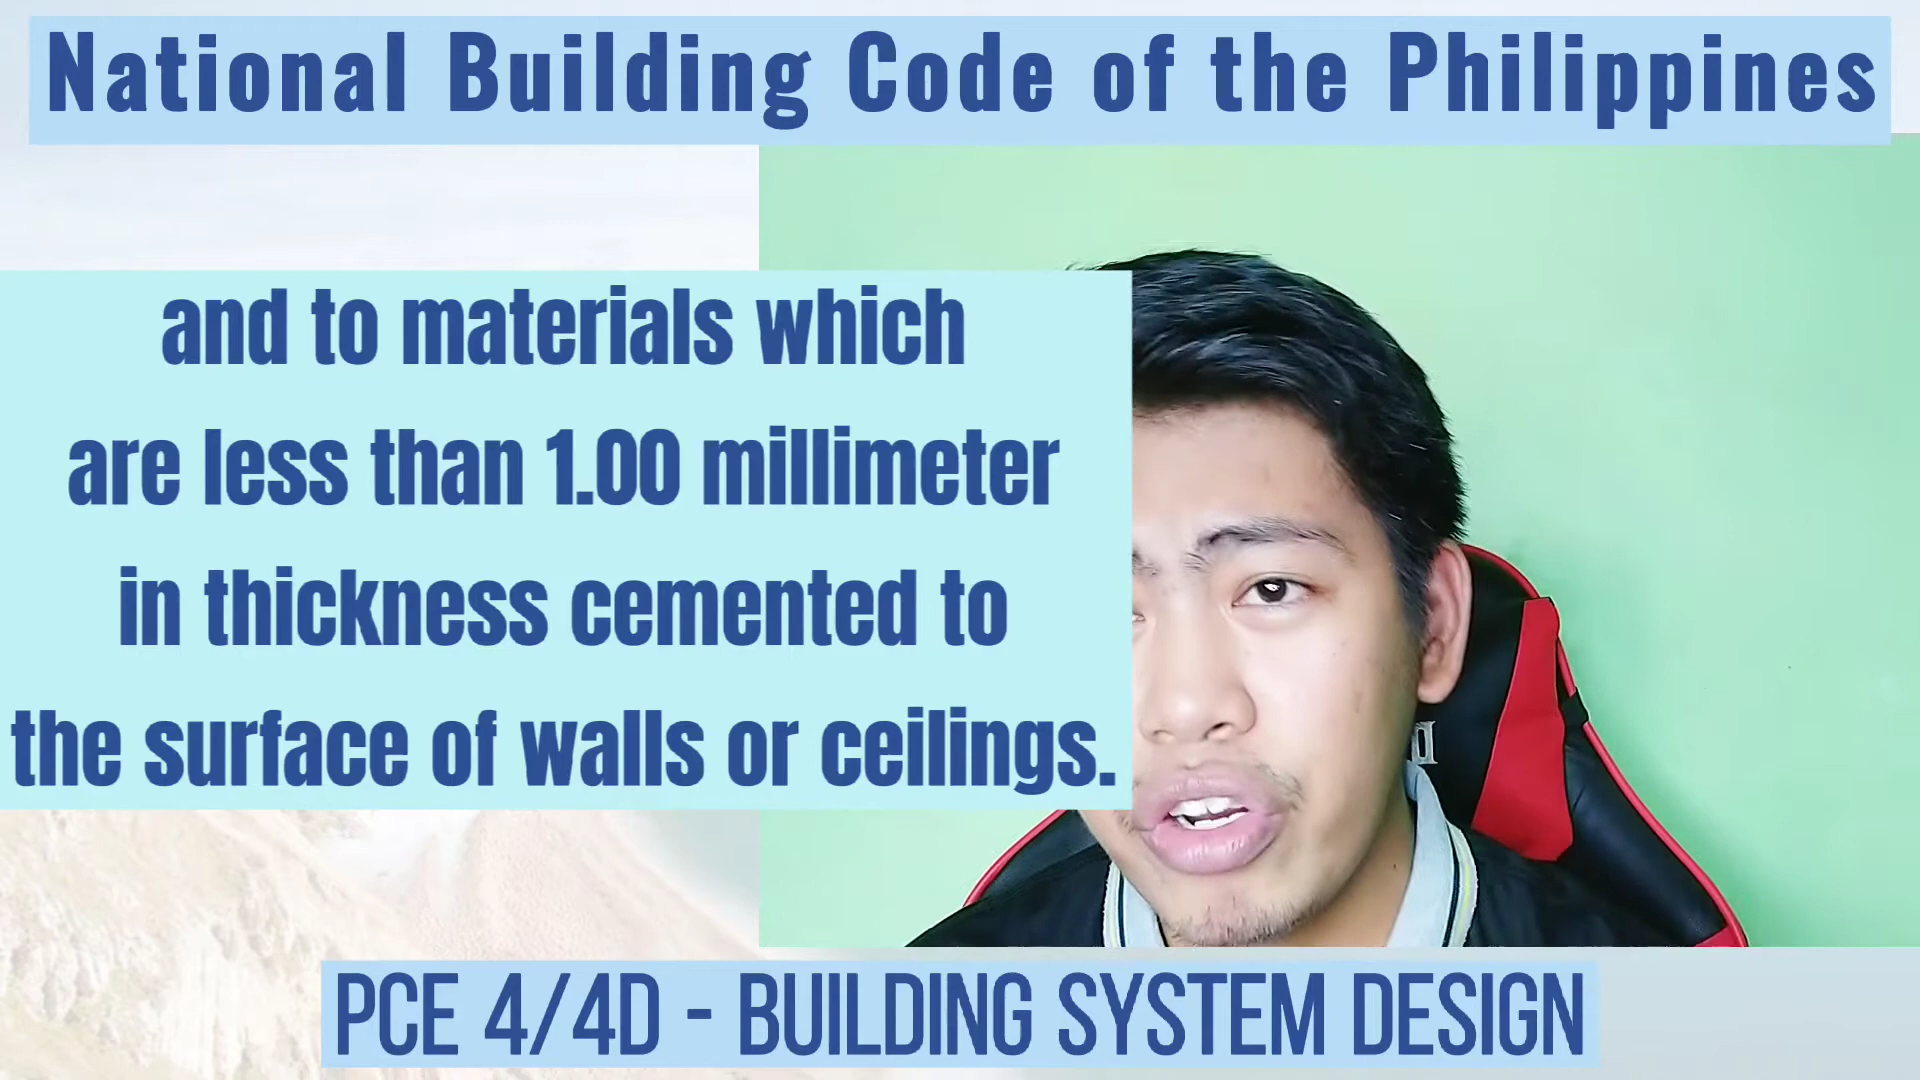 National Building Code of the Philippines
and to materials which
are less than 1.00 millimeter
in thickness cemented to
the surface of walls or ceilings.
PCE 4/4D - BUILDING SYSTEM DESIGN